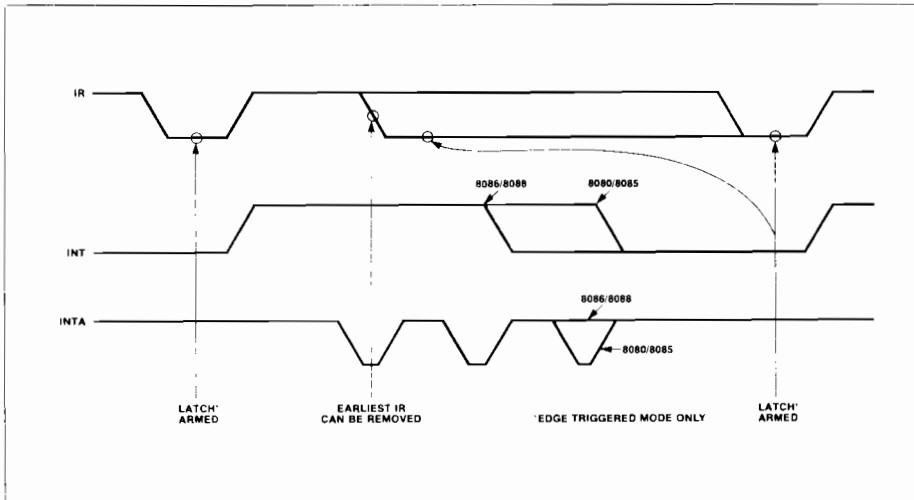 IR
8086/8088
8080/8085
INT
8086/8088
INTA
8080/8085
LATCH*
ARMED
EARLIEST IR
CAN BE REMOVED
*EDGE TRIGGERED MODE ONLY
LATCH*
ARMED